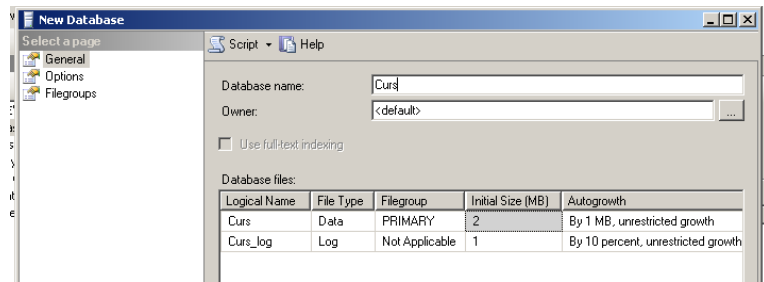 New Database
Select a page
General
Options
Filegroups
Script
Help
Database name:
Curs
Owner:
<default>
...
Use full-text indexing
Database files:
Logical Name File Type Filegroup Initial Size (MB) Autogrowth
Curs Data PRIMARY 2 By 1 MB, unrestricted growth
Curs_log Log Not Applicable 1 By 10 percent, unrestricted growth